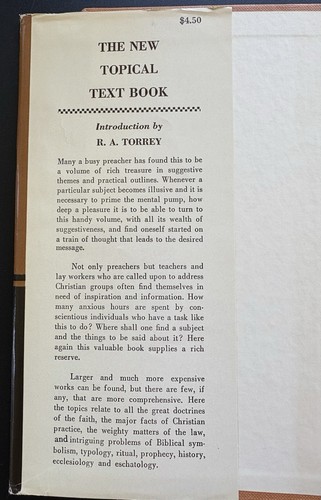 $4.50
THE NEW
TOPICAL
TEXT BOOK
Introduction by
R. A. TORREY
Many a busy preacher has found this to be
a volume of rich treasure in suggestive
themes and practical outlines. Whenever a
particular subject becomes illusive and it is
necessary to prime the mental pump, how
deep a pleasure it is to be able to turn to
this handy volume, with all its wealth of
suggestiveness, and find oneself started on
a train of thought that leads to the desired
message.
Not only preachers but teachers and
lay workers who are called upon to address
Christian groups often find themselves in
need of inspiration and information. How
many anxious hours are spent by con-
scientious individuals who have a task like
this to do? Where shall one find a subject
and the things to be said about it? Here
again this valuable book supplies a rich
reserve.
Larger and much more expensive
works can be found, but there are few, if
any, that are more comprehensive. Here
the topics relate to all the great doctrines
of the faith, the major facts of Christian
practice, the weighty matters of the law,
and intriguing problems of Biblical sym-
bolism, typology, ritual, prophecy, history,
ecclesiology and eschatology.